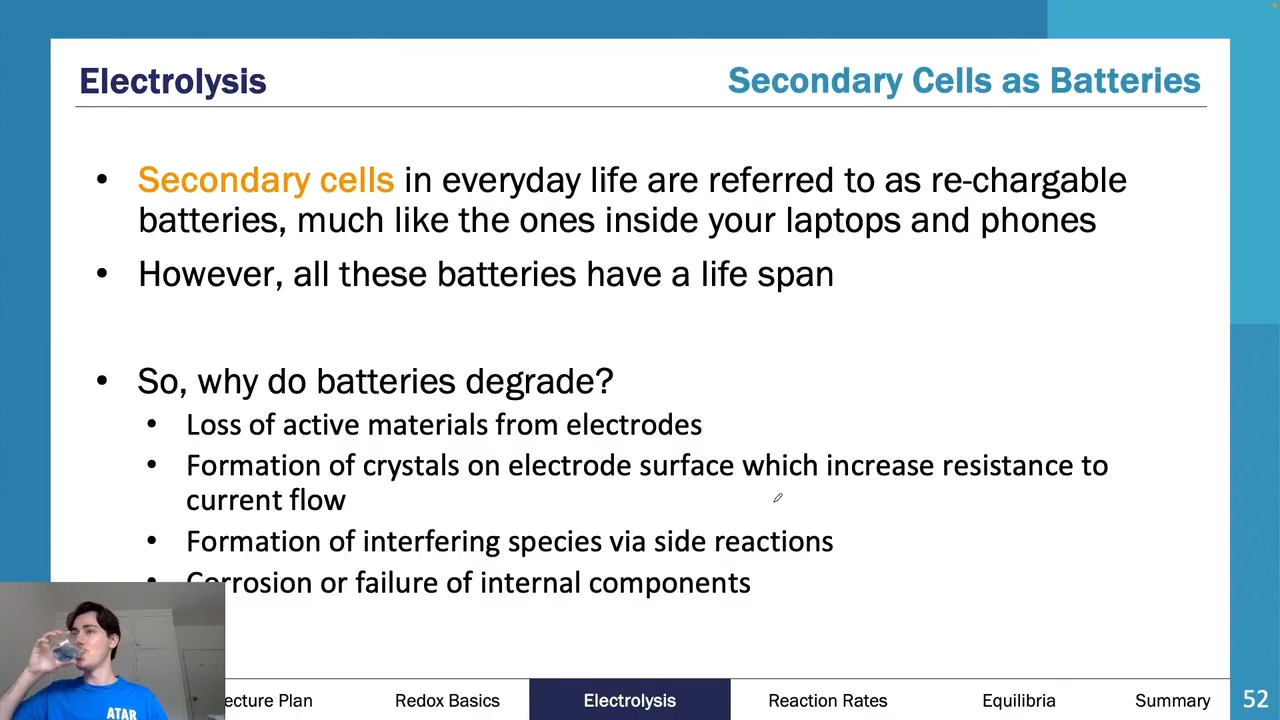 Electrolysis
Secondary Cells as Batteries
• Secondary cells in everyday life are referred to as re-chargable
batteries, much like the ones inside your laptops and phones
• However, all these batteries have a life span
• So, why do batteries degrade?
• Loss of active materials from electrodes
• Formation of crystals on electrode surface which increase resistance to
current flow
• Formation of interfering species via side reactions
• Corrosion or failure of internal components
ecture Plan
Redox Basics
Electrolysis
Reaction Rates
Equilibria
Summary
52
ATAR